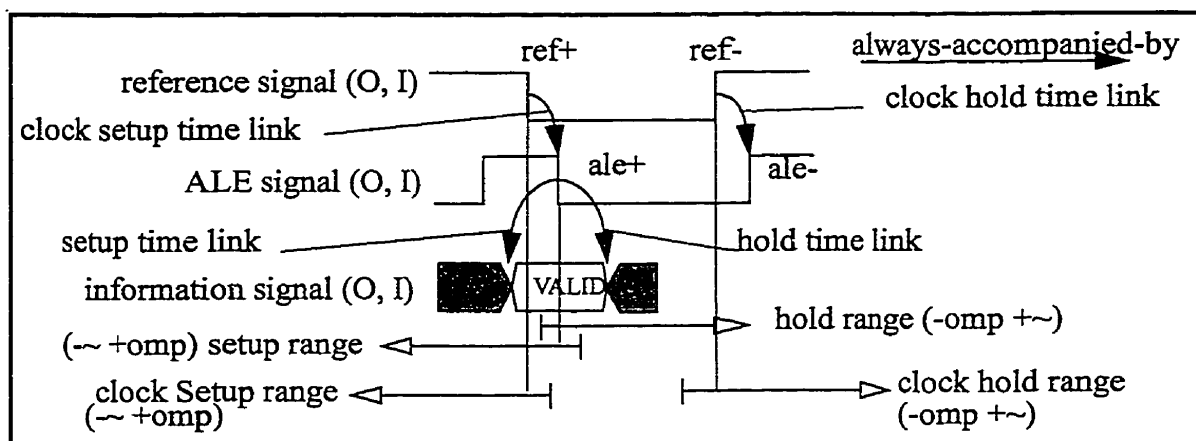 ref+
ref-
always-accompanied-by
reference signal (O, I)
clock hold time link
clock setup time link
ale+
ale-
ALE signal (O, I)
setup time link
hold time link
information signal (O, I)
VALID
hold range (-omp +~)
(-~ +omp) setup range
clock Setup range
(-~ +omp)
clock hold range
(-omp +~)